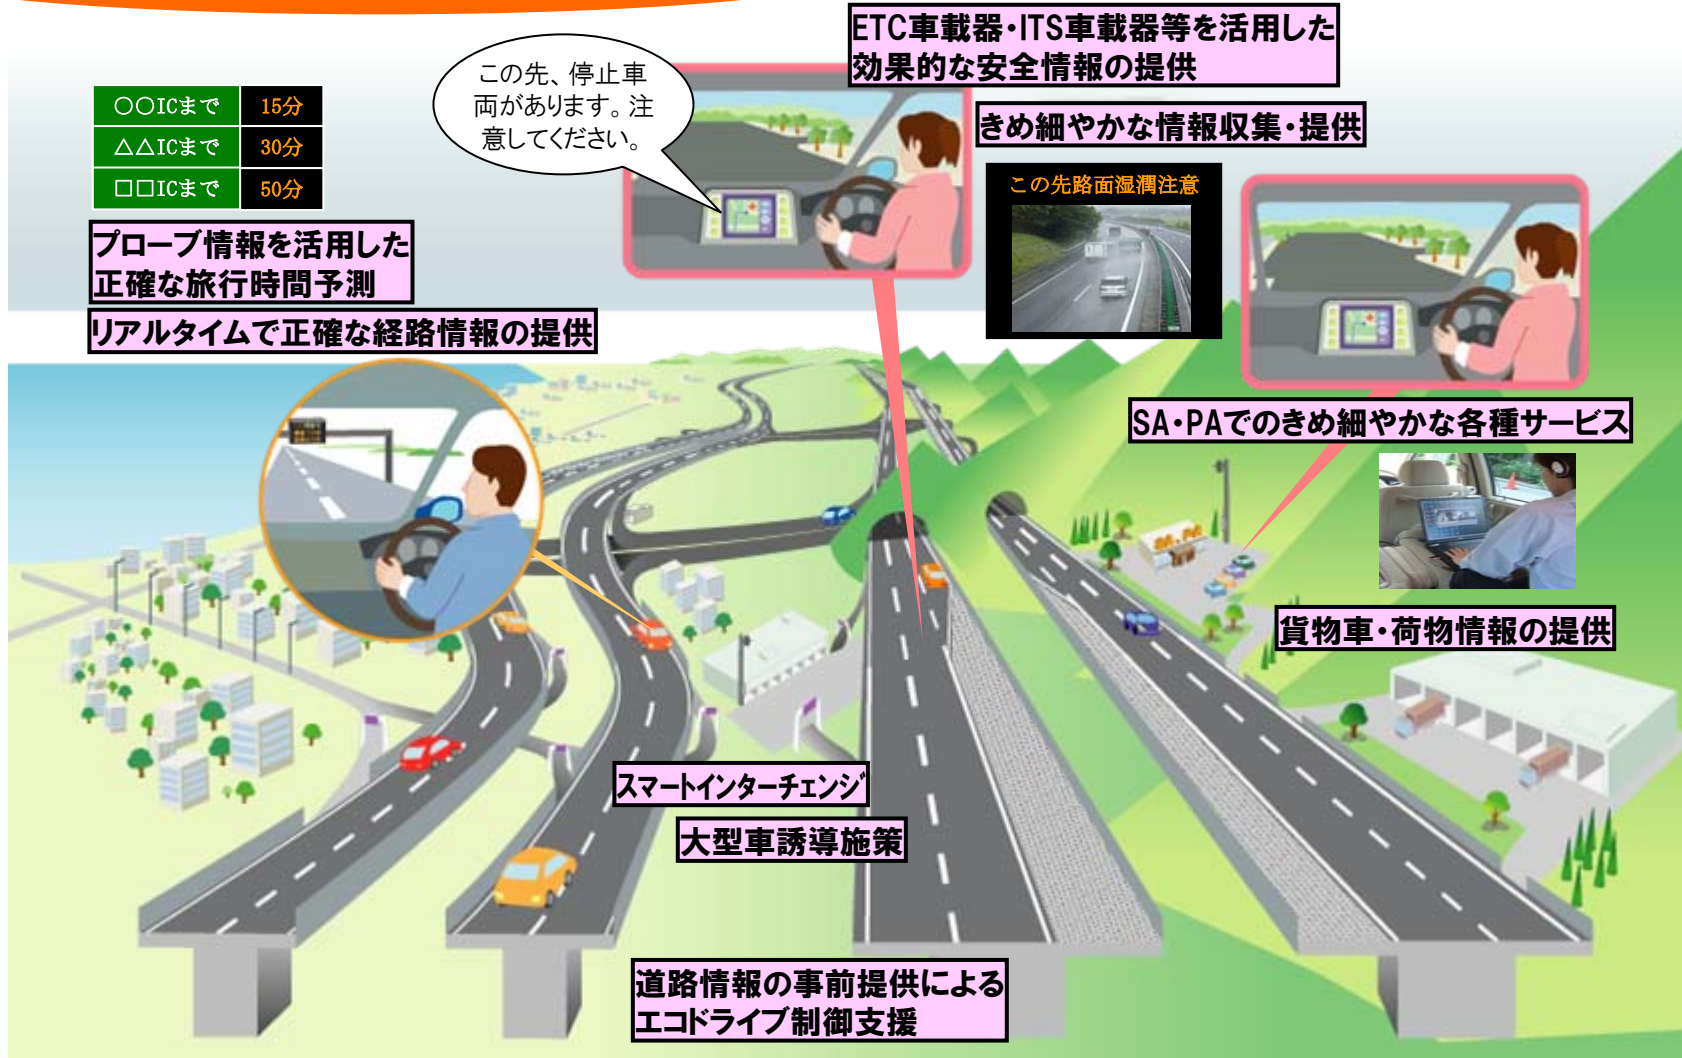 ETC車載器・ITS車載器等を活用した
効果的な安全情報の提供
この先、停止車
両があります。注
意してください。
○○ICまで 15分
△△ICまで 30分
□□ICまで 50分
きめ細やかな情報収集・提供
この先路面湿潤注意
プローブ情報を活用した
正確な旅行時間予測
リアルタイムで正確な経路情報の提供
SA・PAでのきめ細やかな各種サービス
SA・PA
貨物車・荷物情報の提供
スマートインターチェンジ
大型車誘導施策
道路情報の事前提供による
エコドライブ制御支援